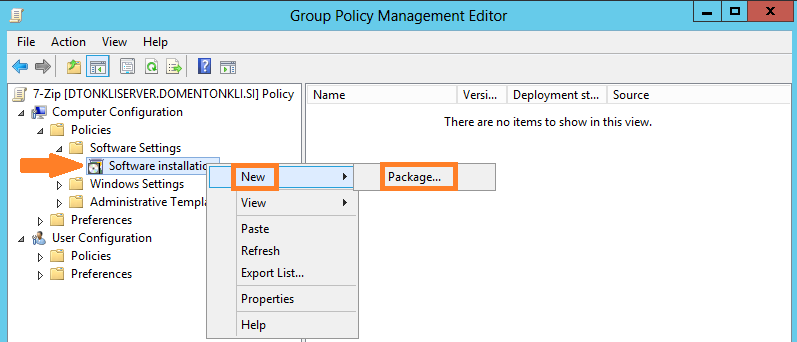 Group Policy Management Editor
File Action View Help
7-Zip [DTONKLISERVER.DOMENTONKLI.SI] Policy
Computer Configuration
Policies
Software Settings
Software installatio
Windows Settings
Administrative Templa
Preferences
User Configuration
Policies
Preferences
Name Versi... Deployment st... Source
There are no items to show in this view.
New
View
Paste
Refresh
Export List...
Properties
Help
Package...